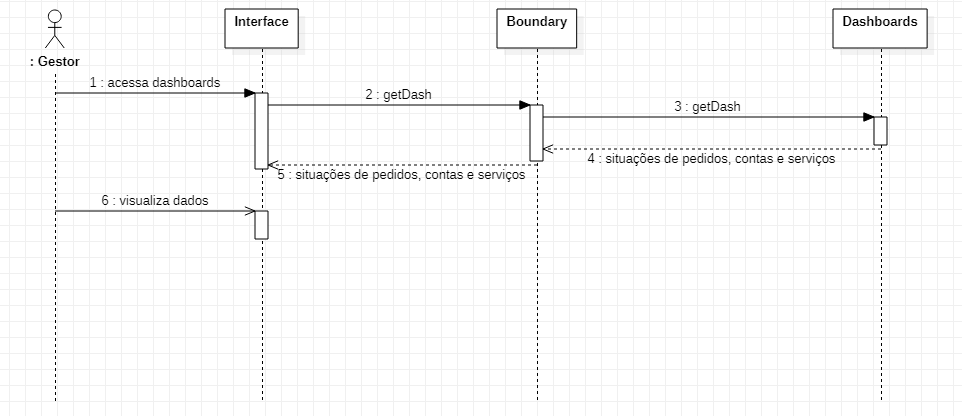 Interface
Boundary
Dashboards
: Gestor
1 : acessa dashboards
2 : getDash
3 : getDash
4 : situações de pedidos, contas e serviços
5 : situações de pedidos, contas e serviços
6 : visualiza dados